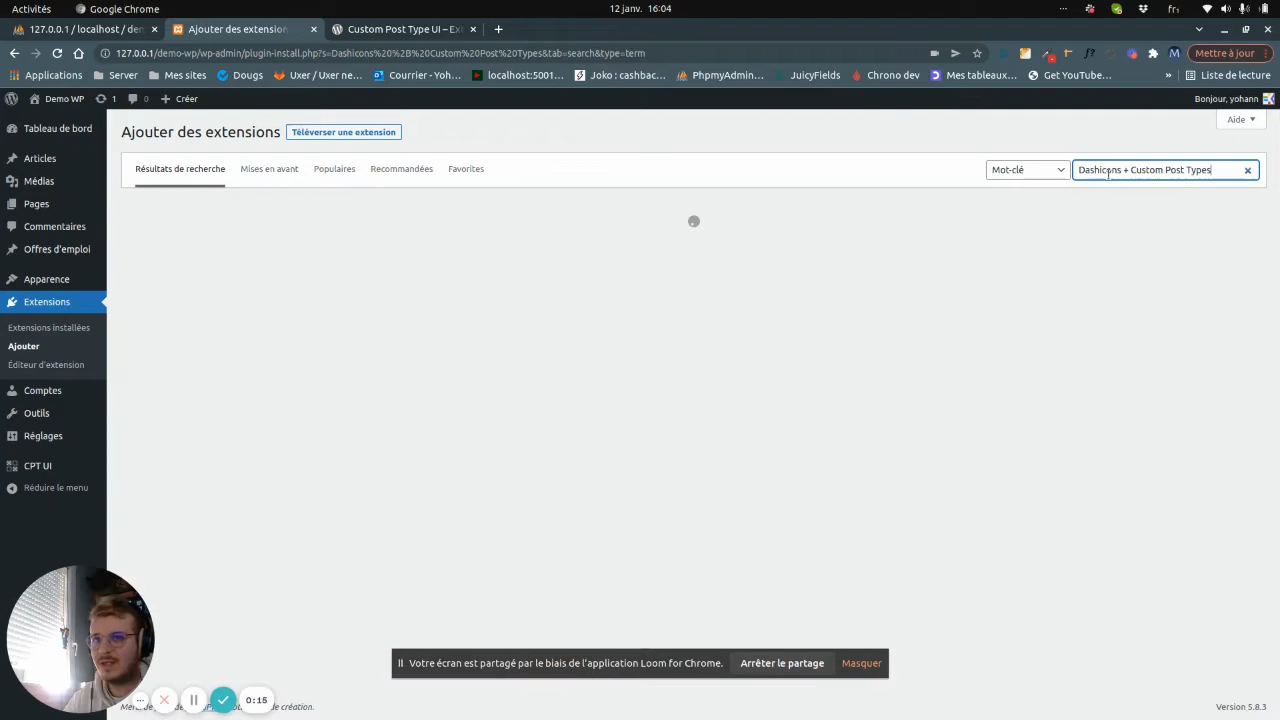 Activités
Google Chrome
12 janv. 16:04
127.0.0.1 / localhost / dem
Ajouter des extension
Custom Post Type UI – Ext
127.0.0.1/demo-wp/wp-admin/plugin-install.php?s=Dashicons%20%2B%20Custom%20Post%20Types&tab=search&type=term
Mettre à jour
Applications
Server
Mes sites
Dougs
Uxer / Uxer ne...
Courrier - Yoh...
localhost:5001...
Joko : cashbac...
PhpmyAdmin...
JuicyFields
Chrono dev
Mes tableaux...
Get YouTube...
»
Liste de lecture
Demo WP
1
0
Créer
Bonjour, yohann
Tableau de bord
Articles
Médias
Pages
Commentaires
Offres d'emploi
Apparence
Extensions
Extensions installées
Ajouter
Éditeur d'extension
Comptes
Outils
Réglages
CPT UI
Réduire le menu
Ajouter des extensions
Téléverser une extension
Aide
Résultats de recherche
Mises en avant
Populaires
Recommandées
Favorites
Mot-clé
Dashicons + Custom Post Types
Votre écran est partagé par le biais de l'application Loom for Chrome.
Arrêter le partage
Masquer
0:15
de création.
Version 5.8.3